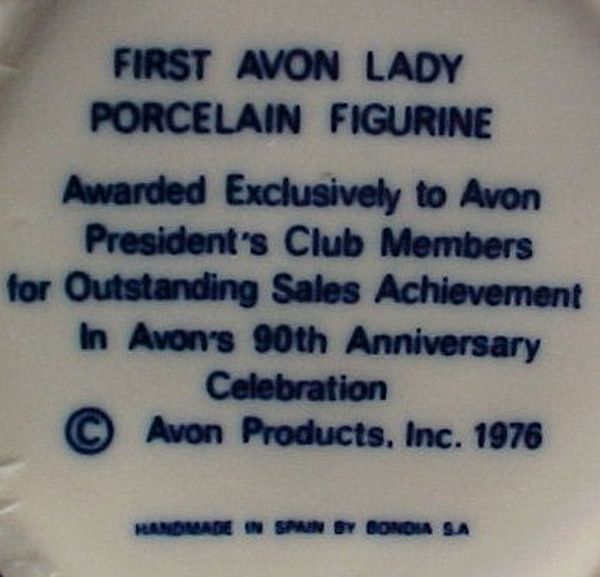 FIRST AVON LADY
PORCELAIN FIGURINE
Awarded Exclusively to Avon
President's Club Members
for Outstanding Sales Achievement
In Avon's 90th Anniversary
Celebration
© Avon Products, Inc. 1976
HANDMADE IN SPAIN BY BONDIA S.A